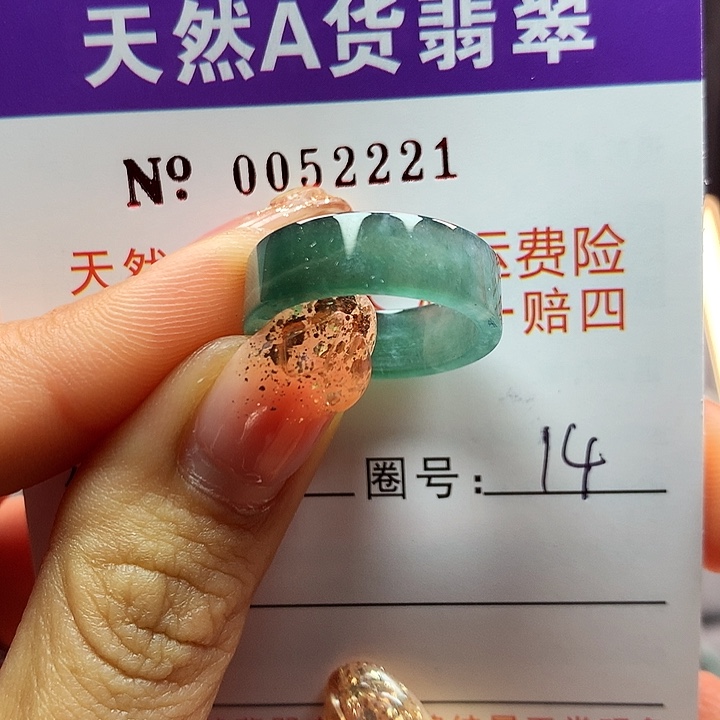 天然A货翡翠
No 0052221
天然 运费险
一赔四
圈号: 14